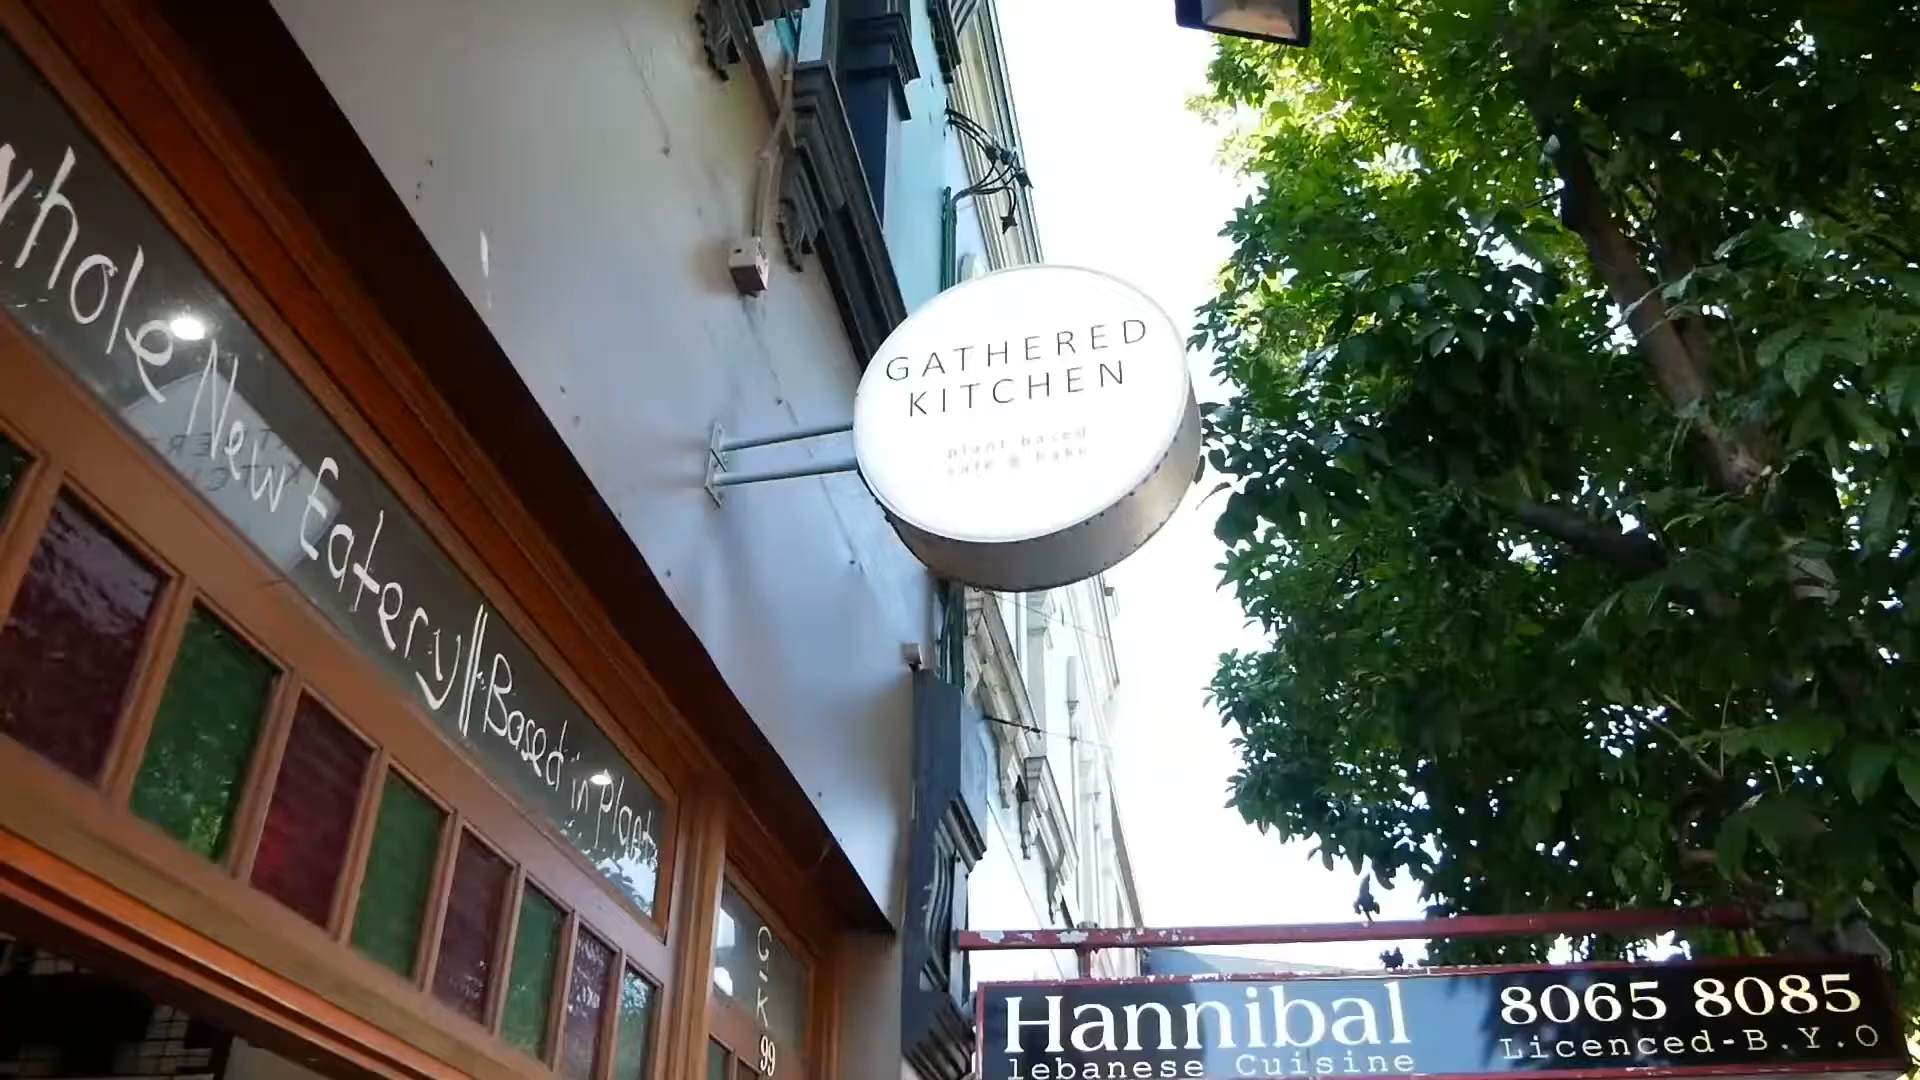 whole New Eatery || Based in plants
GATHERED
KITCHEN
plant based
cafe & bake
G-K
99
Hannibal
lebanese Cuisine
8065 8085
Licenced-B.Y.O